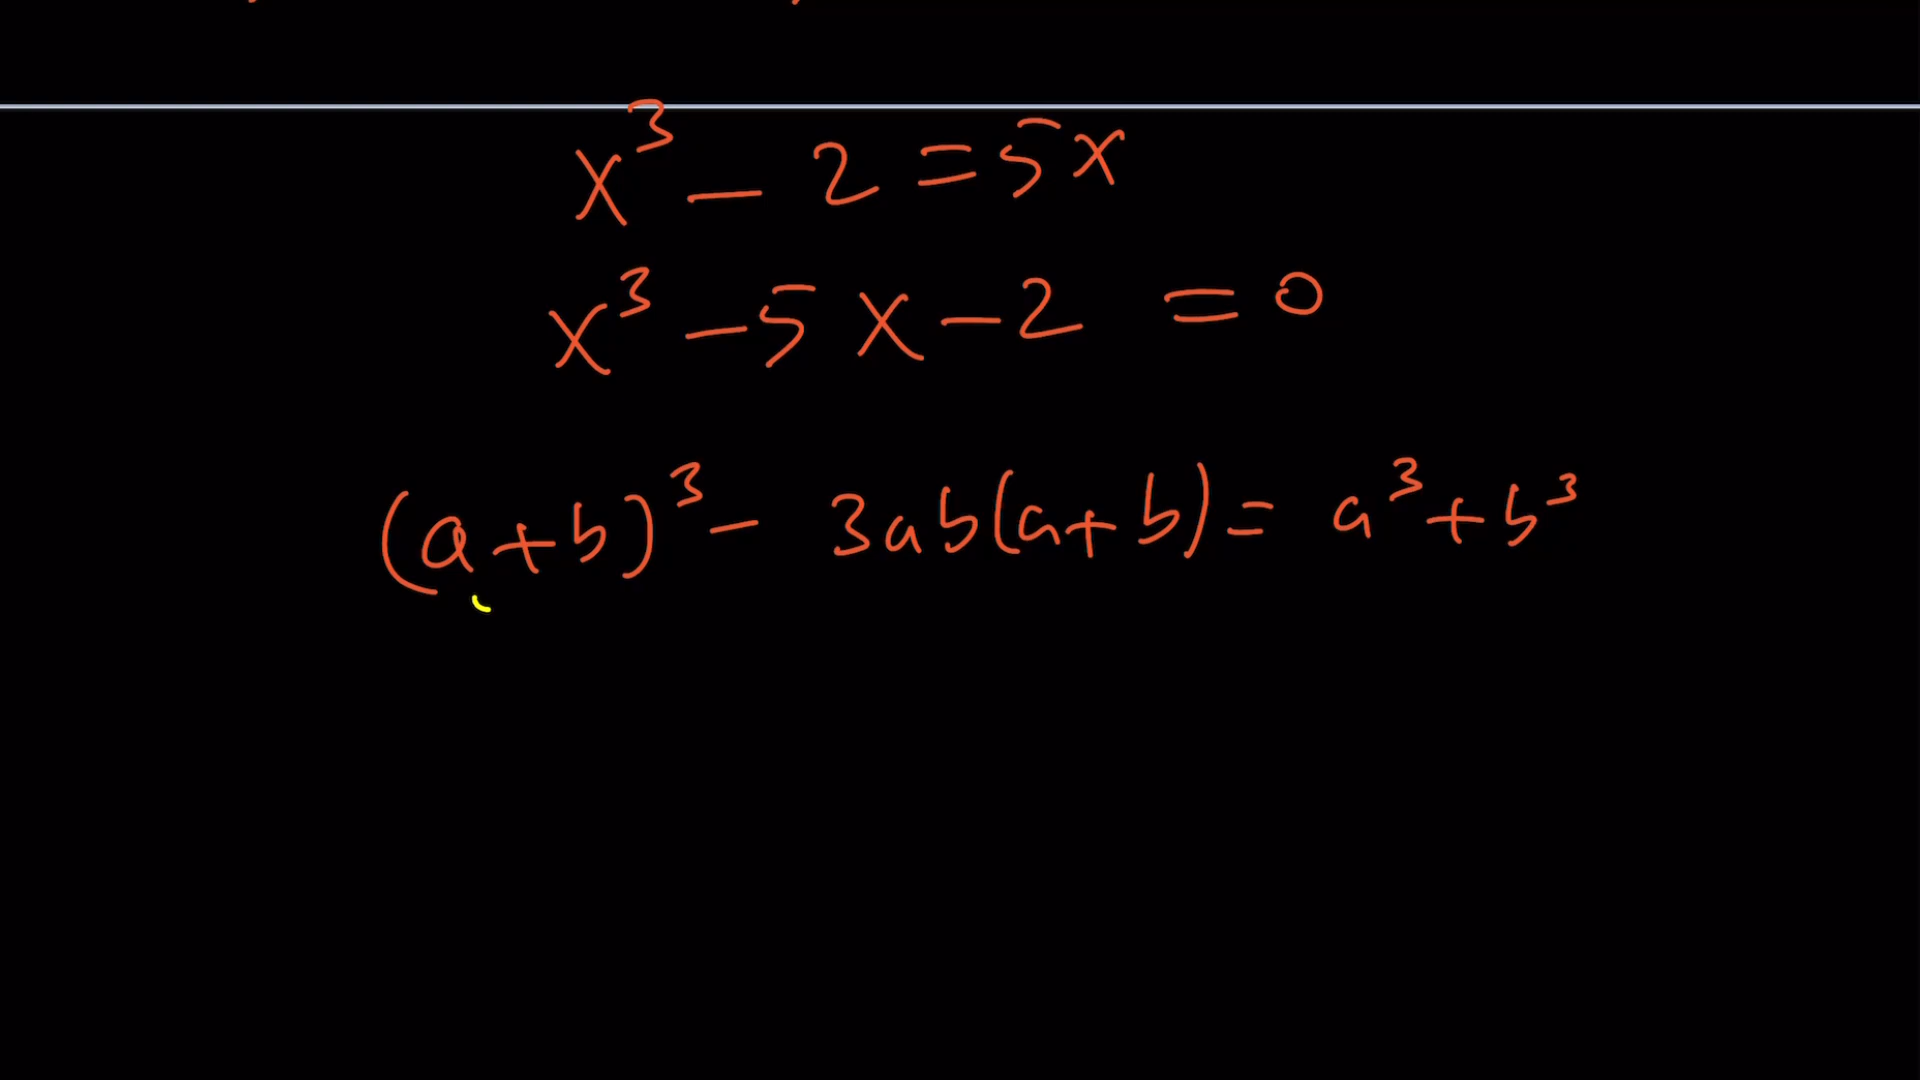 x³ – 2 = 5x
x³ – 5x – 2 = 0
(a+b)³ – 3ab(a+b) = a³ + b³